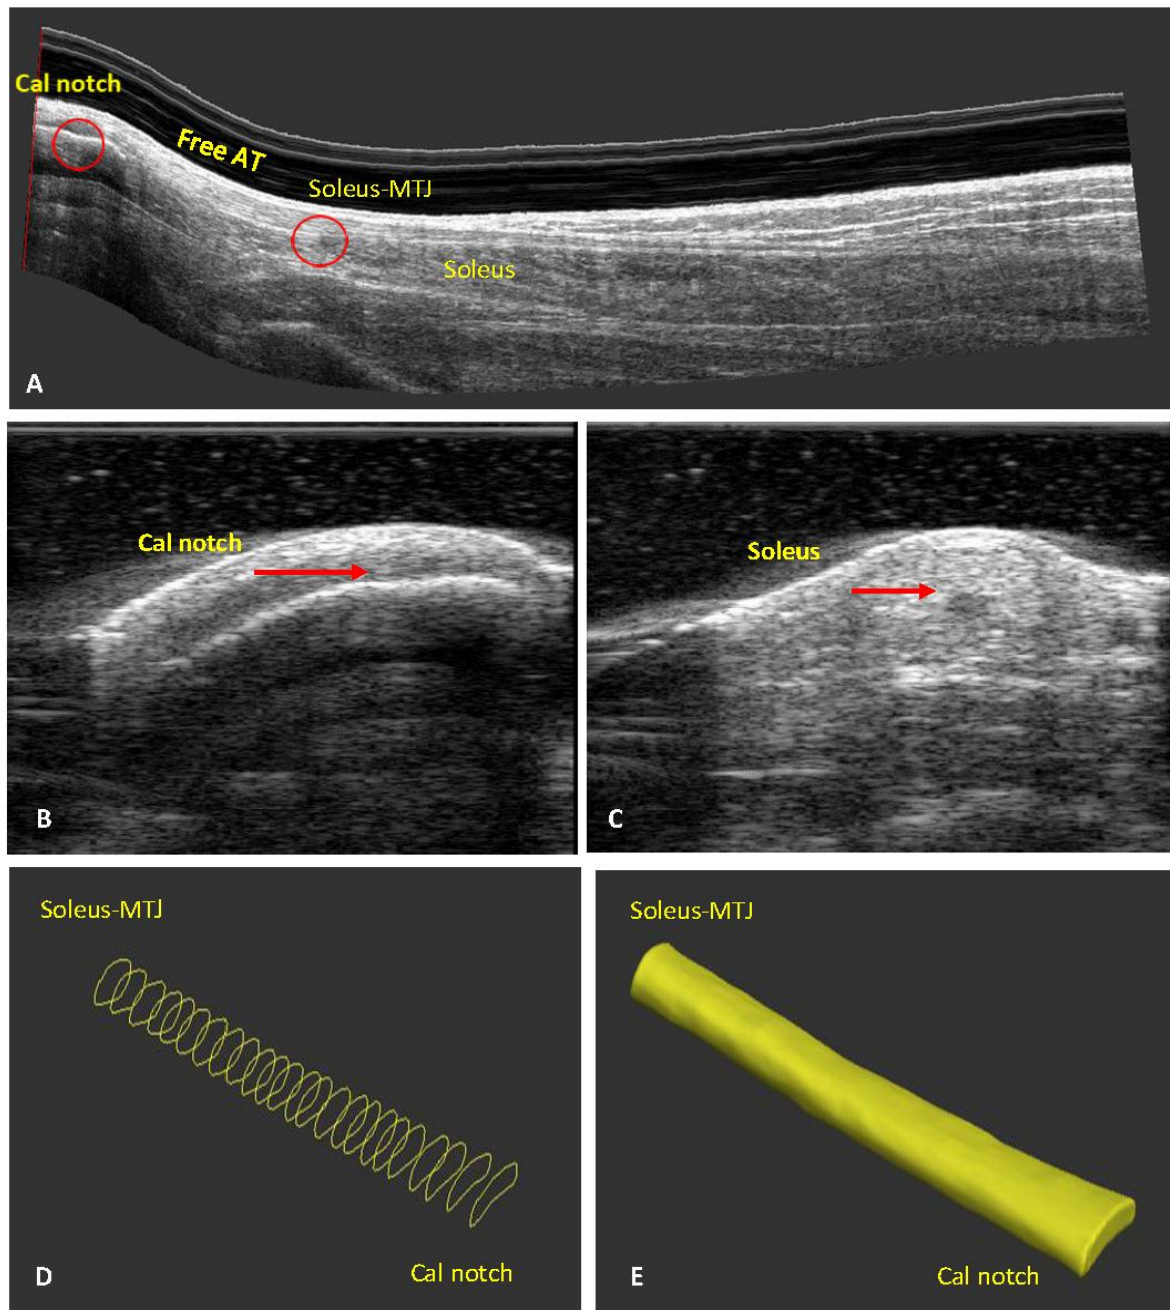 Cal notch
Free AT
Soleus-MTJ
Soleus
A
Cal notch
B
Soleus
C
Soleus-MTJ
Cal notch
D
Soleus-MTJ
Cal notch
E